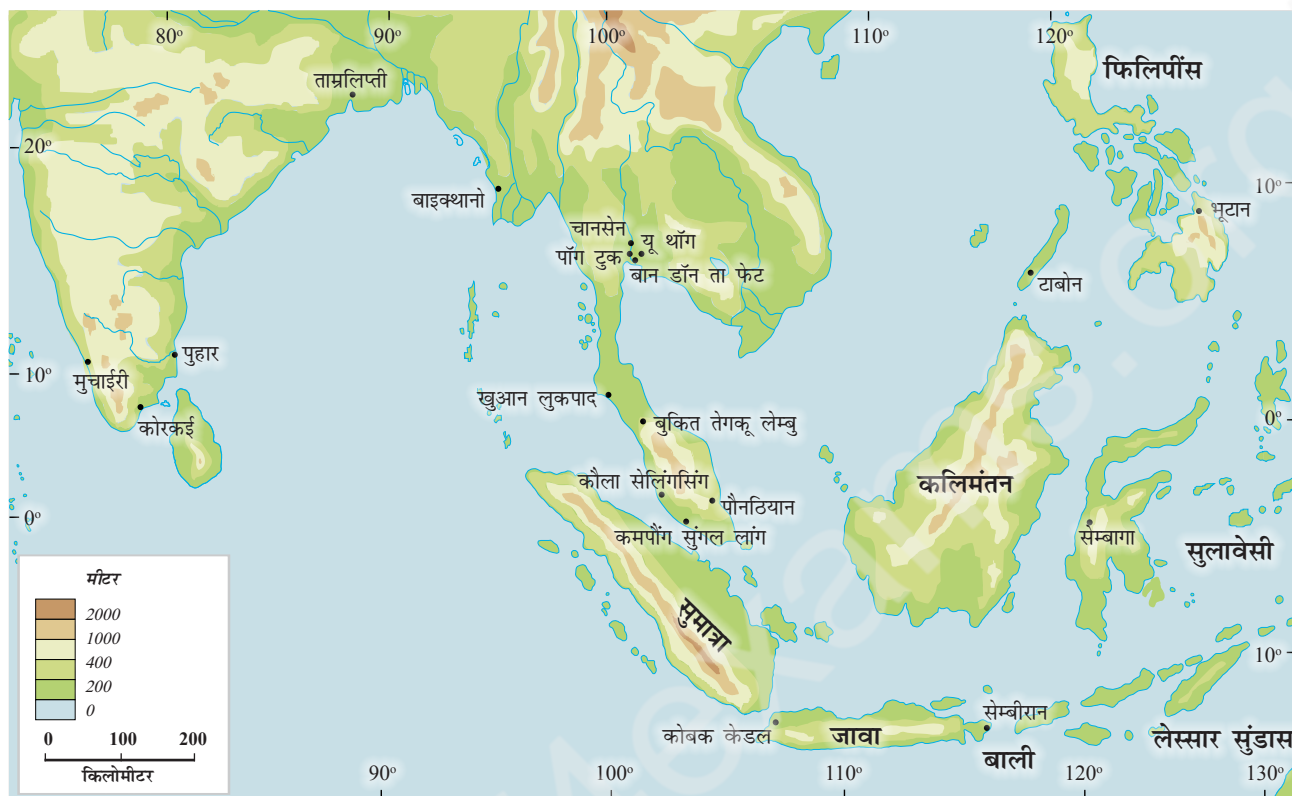 80° 90° 100° 110° 120°
फिलिपींस
ताम्रलिप्ती
20°
10°
बाइक्थानो
भूटान
चानसेन
यू थॉग
पॉग टुक
बान डॉन ता फेट
टाबोन
पुहार
10°
मुचाईरी
खुआन लुकपाद
कोरकई
बुकित तेगकू लेम्बु
0°
कौला सेलिंगसिंग
कलिमंतन
पौनठियान
0°
कमपौंग सुंगल लांग
सेम्बागा
सुलावेसी
मीटर
2000
1000
400
200
0
सुमात्रा
10°
सेम्बीरान
कोबक केडल
जावा
बाली
लेस्सार सुंडास
0 100 200
किलोमीटर
90° 100° 110° 120° 130°